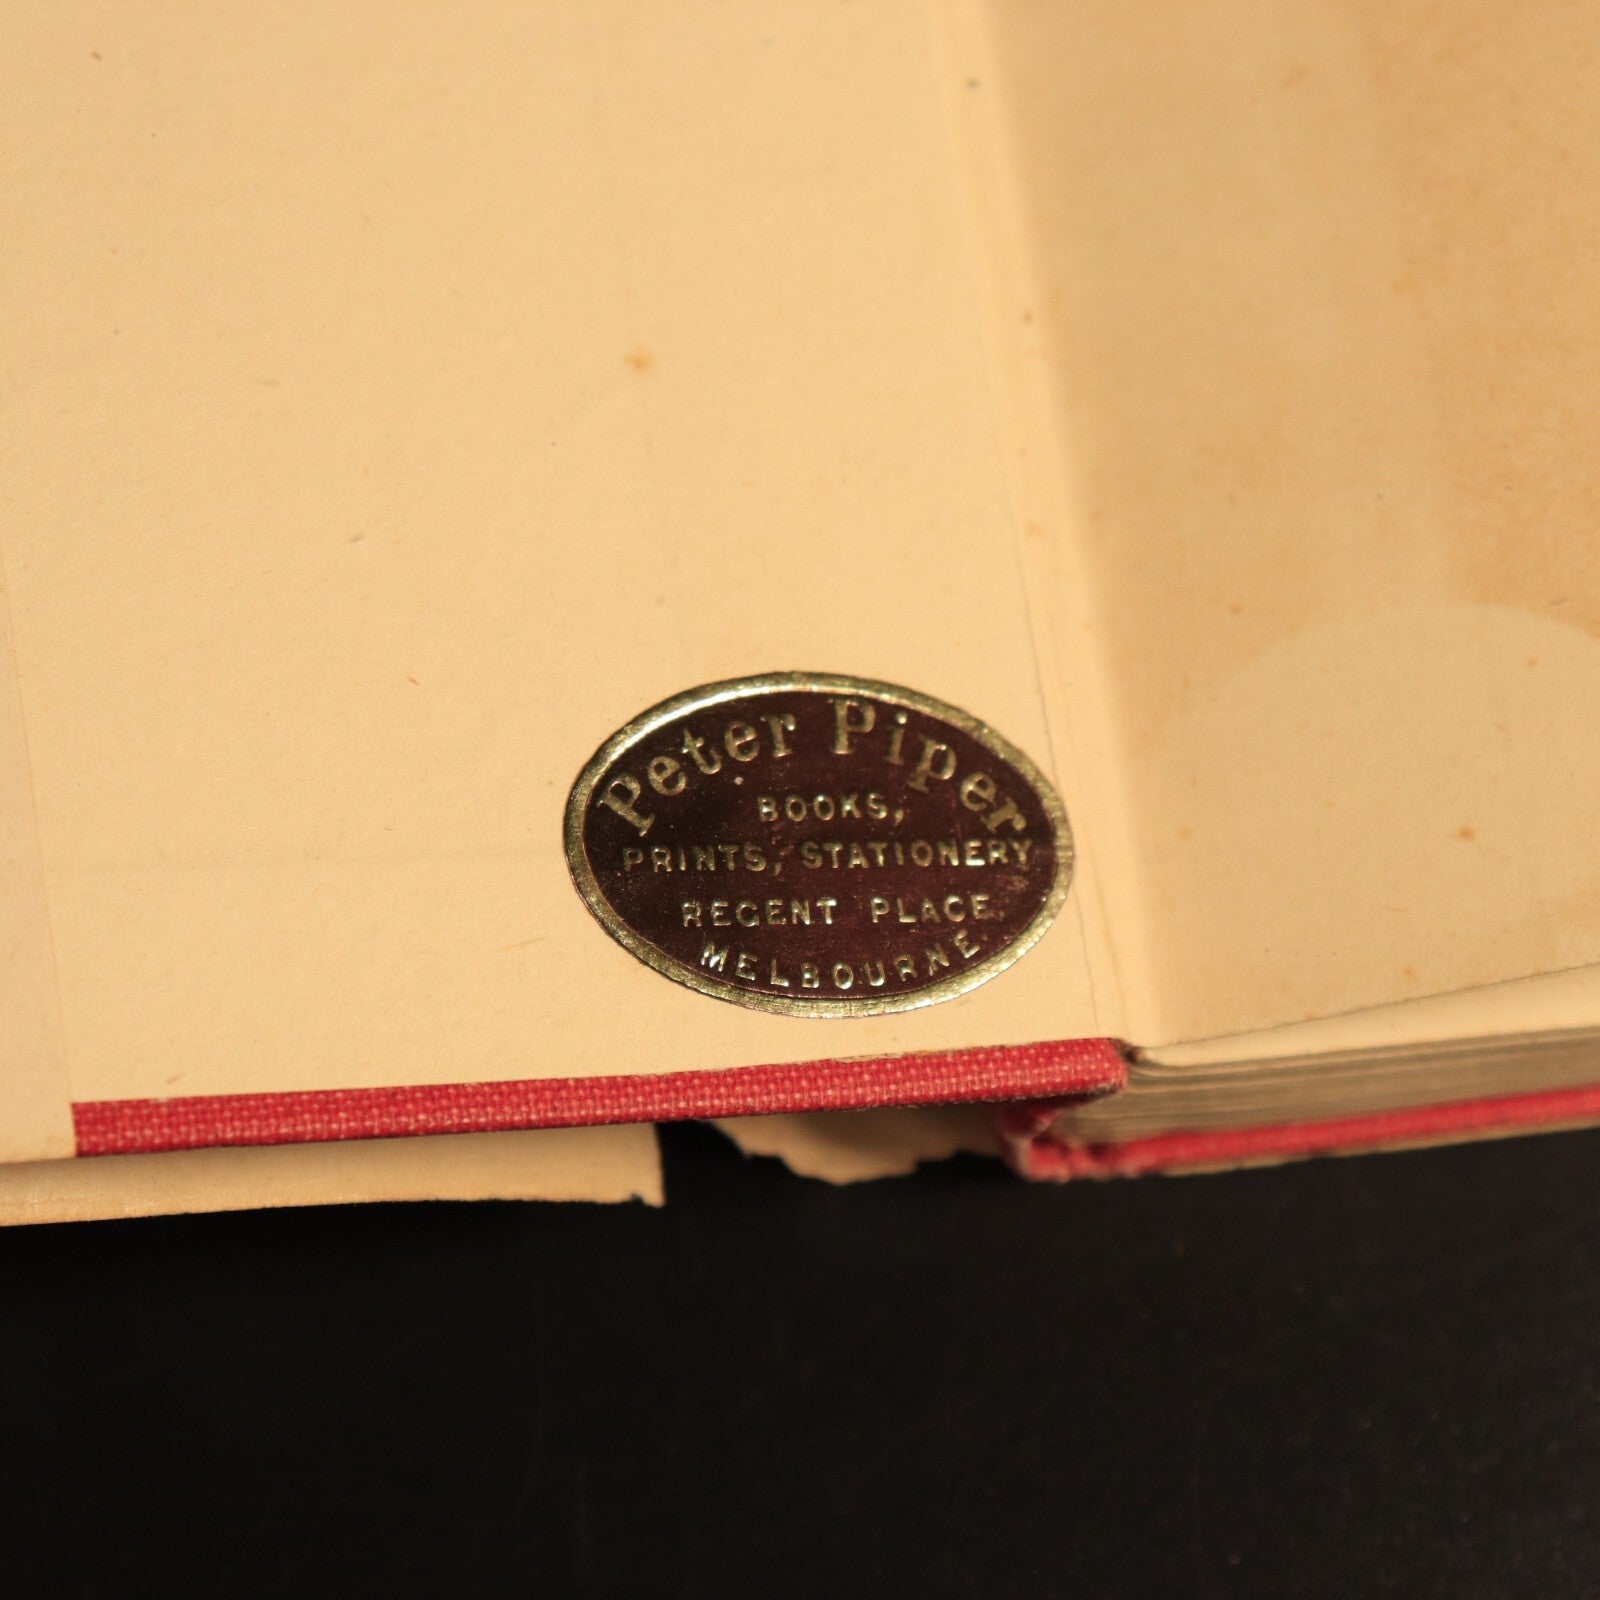 Peter Piper
BOOKS,
PRINTS, STATIONERY
REGENT PLACE,
MELBOURNE.